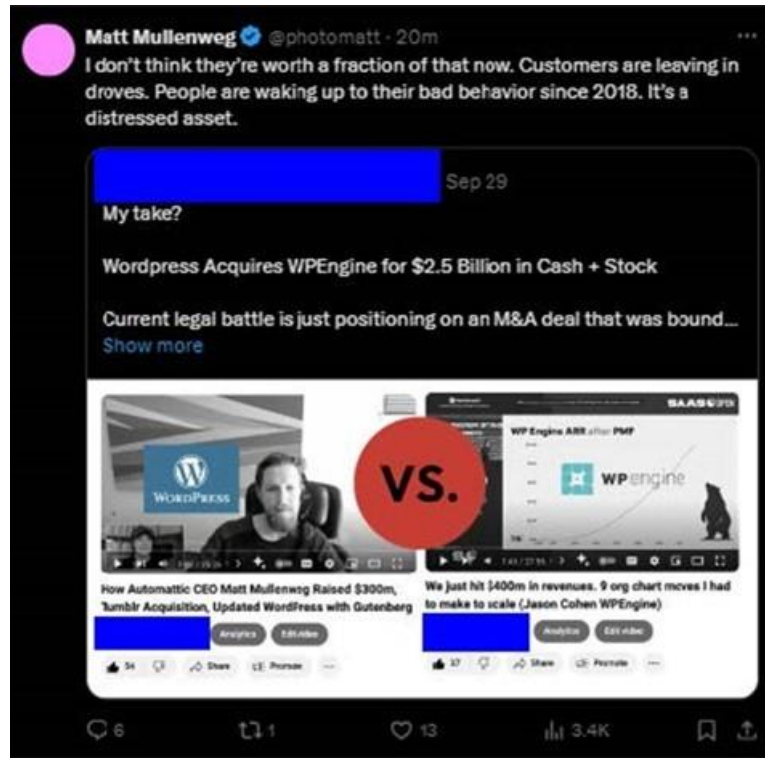 Matt Mullenweg @photomatt · 20m
I don't think they're worth a fraction of that now. Customers are leaving in
droves. People are waking up to their bad behavior since 2018. It's a
distressed asset.
Sep 29
My take?
Wordpress Acquires WPEngine for $2.5 Billion in Cash + Stock
Current legal battle is just positioning on an M&A deal that was bound...
Show more
WORDPRESS
VS.
SAAS OPEN
WP Engine ARR after PMF
WP engine
How Automattic CEO Matt Mullenweg Raised $300m,
Tumblr Acquisition, Updated WordPress with Gutenberg
Analytics Edit video
54 Share Promote
We just hit $400m in revenues. 9 org chart moves I had
to make to scale (Jason Cohen WPEngine)
Analytics Edit video
37 Share Promote
6 1 13 3.4K